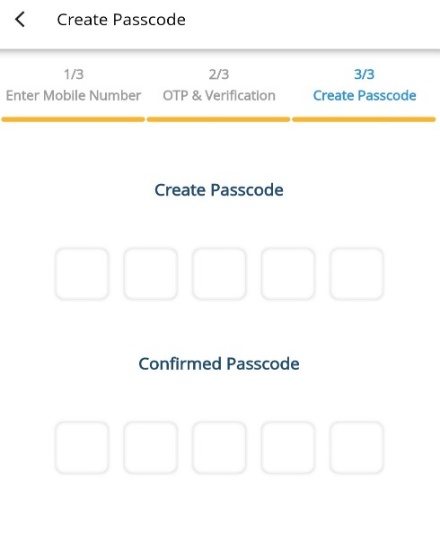 Create Passcode
1/3 2/3 3/3
Enter Mobile Number OTP & Verification Create Passcode
Create Passcode
Confirmed Passcode